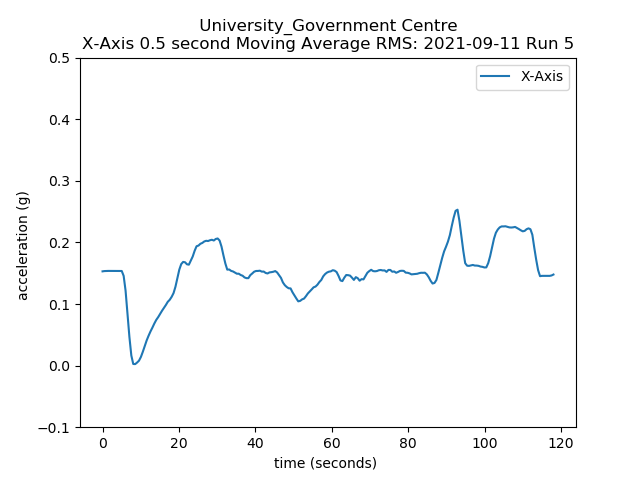 University_Government Centre
X-Axis 0.5 second Moving Average RMS: 2021-09-11 Run 5
0.5
X-Axis
0.4
0.3
0.2
0.1
0.0
−0.1
acceleration (g)
0 20 40 60 80 100 120
time (seconds)